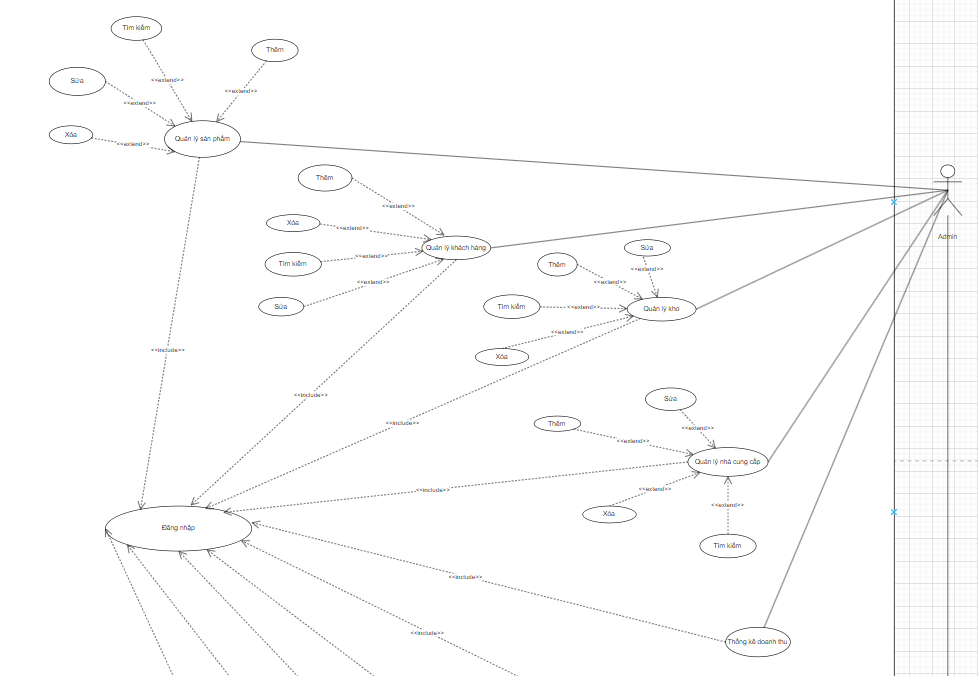 Tìm kiếm
Thêm
<<extend>>
Sửa
<<extend>>
<<extend>>
Xóa
<<extend>>
Quản lý sản phẩm
Thêm
<<extend>>
Xóa
<<extend>>
Quản lý khách hàng
Tìm kiếm
<<extend>>
<<extend>>
Sửa
Admin
Sửa
Thêm
<<extend>>
<<extend>>
Tìm kiếm
<<extend>>
Quản lý kho
<<extend>>
Xóa
<<include>>
<<include>>
<<include>>
Sửa
Thêm
<<extend>>
<<extend>>
Quản lý nhà cung cấp
<<include>>
<<extend>>
Xóa
<<extend>>
Tìm kiếm
Đăng nhập
<<include>>
<<include>>
Thống kê doanh thu